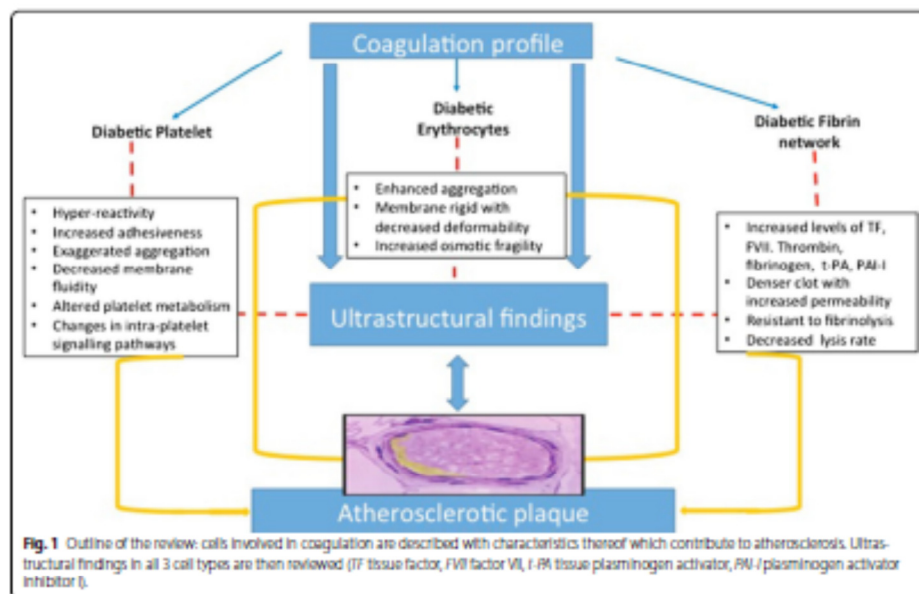 Coagulation profile
Diabetic Platelet
Diabetic
Erythrocytes
Diabetic Fibrin
network
• Hyper-reactivity
• Increased adhesiveness
• Exaggerated aggregation
• Decreased membrane
fluidity
• Altered platelet metabolism
• Changes in intra-platelet
signalling pathways
• Enhanced aggregation
• Membrane rigid with
decreased deformability
• Increased osmotic fragility
• Increased levels of TF,
FVII. Thrombin,
fibrinogen, t-PA, PAI-I
• Denser clot with
increased permeability
• Resistant to fibrinolysis
• Decreased lysis rate
Ultrastructural findings
Atherosclerotic plaque
Fig. 1 Outline of the review: cells involved in coagulation are described with characteristics thereof which contribute to atherosclerosis. Ultras-
tructural findings in all 3 cell types are then reviewed (TF tissue factor, FVII factor VII, t-PA tissue plasminogen activator, PAI-I plasminogen activator
inhibitor I).